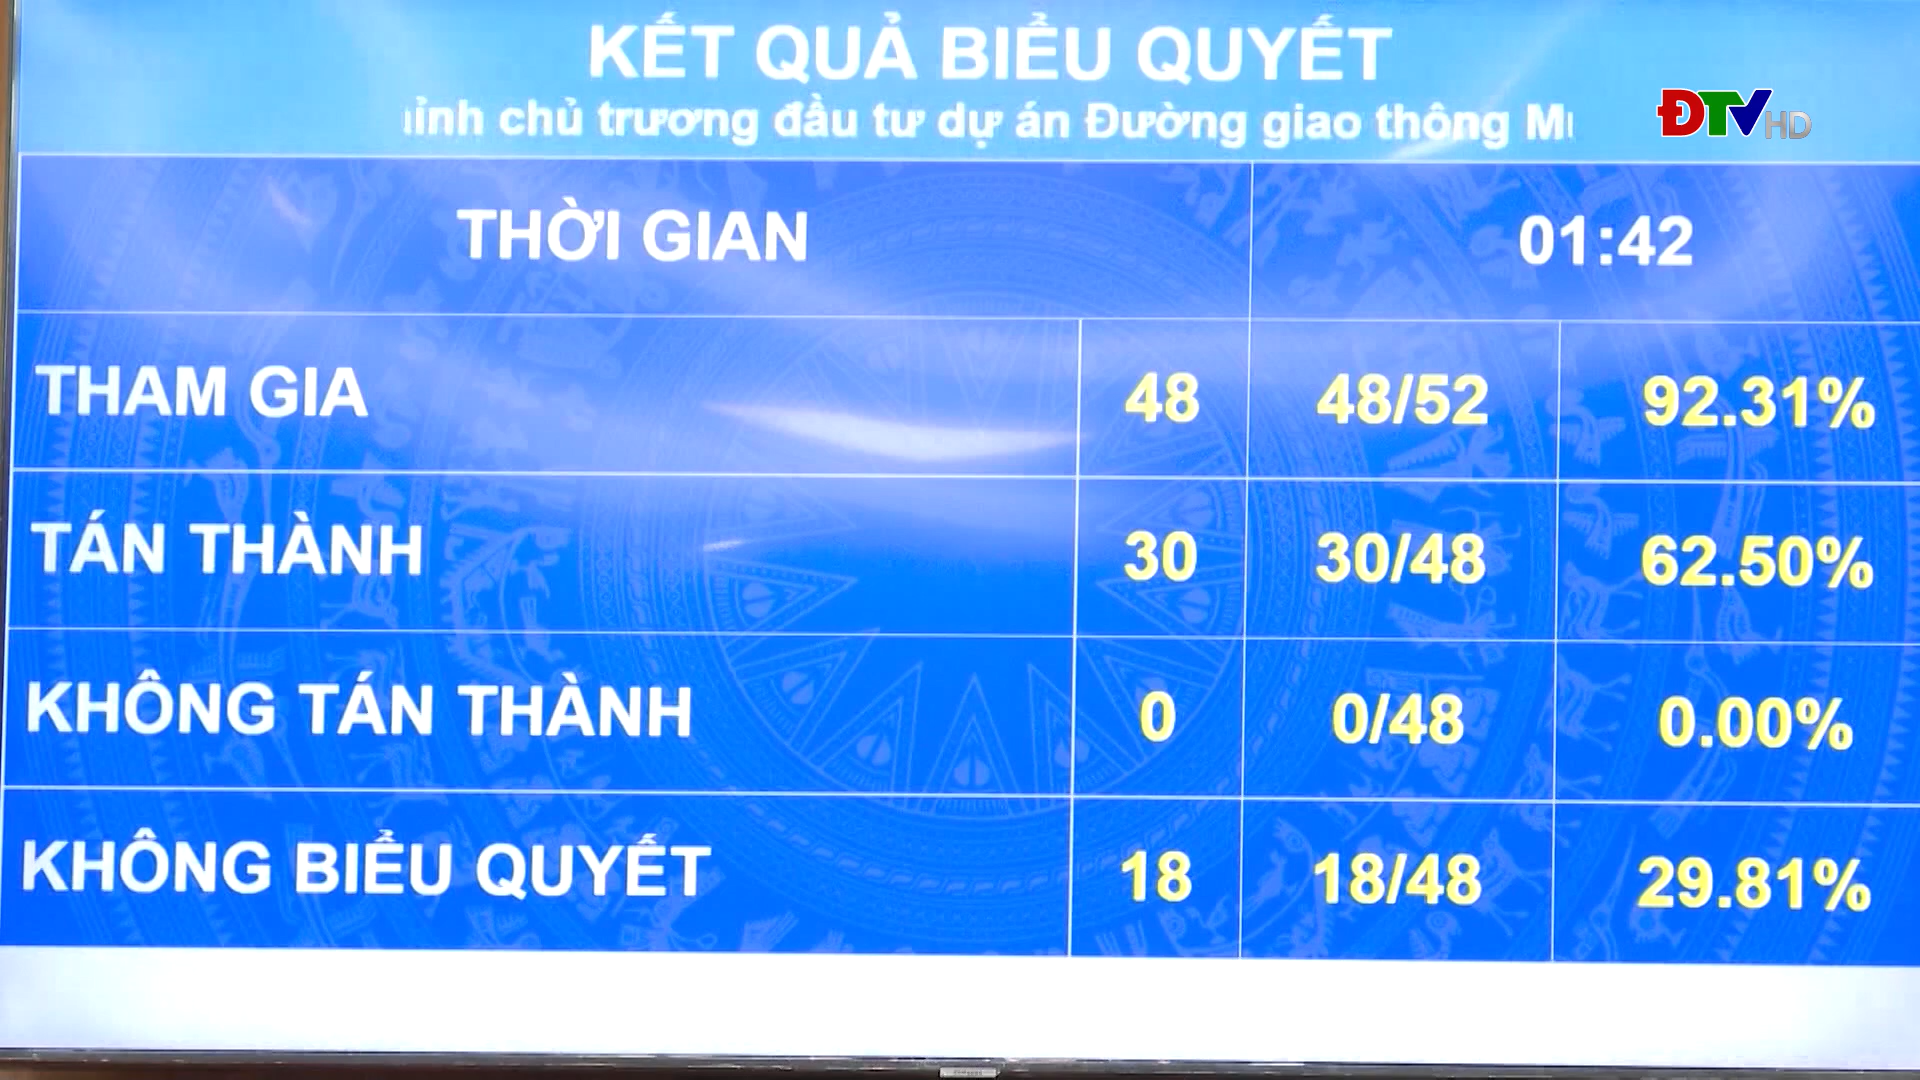 KẾT QUẢ BIỂU QUYẾT
chủ trương đầu tư dự án Đường giao thông
ĐTV HD
THỜI GIAN 01:42
THAM GIA 48 48/52 92.31%
TÁN THÀNH 30 30/48 62.50%
KHÔNG TÁN THÀNH 0 0/48 0.00%
KHÔNG BIỂU QUYẾT 18 18/48 29.81%